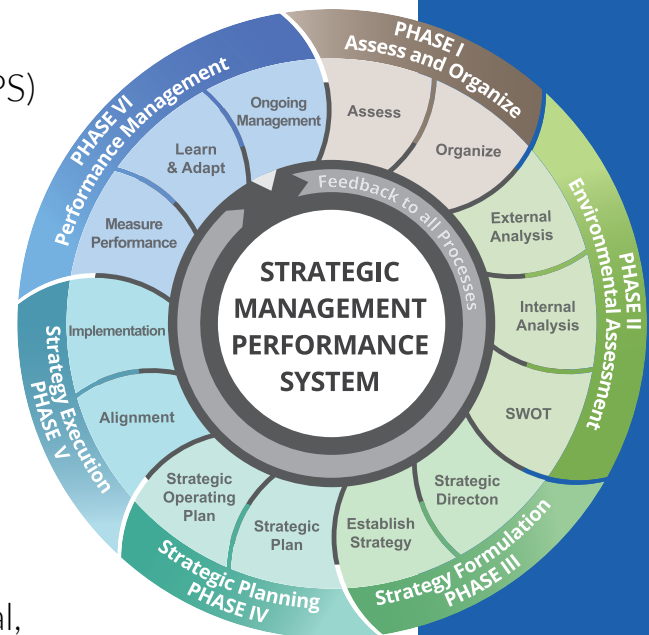 PS)
PHASE I
Assess and Organize
Assess
Organize
PHASE II
Environmental Assessment
External
Analysis
Internal
Analysis
SWOT
Strategy Formulation
PHASE III
Strategic
Directon
Establish
Strategy
Strategic Planning
PHASE IV
Strategic
Plan
Strategic
Operating
Plan
Strategy Execution
PHASE V
Alignment
Implementation
PHASE VI
Performance Management
Measure
Performance
Learn
& Adapt
Ongoing
Management
Feedback to all Processes
STRATEGIC
MANAGEMENT
PERFORMANCE
SYSTEM
al,